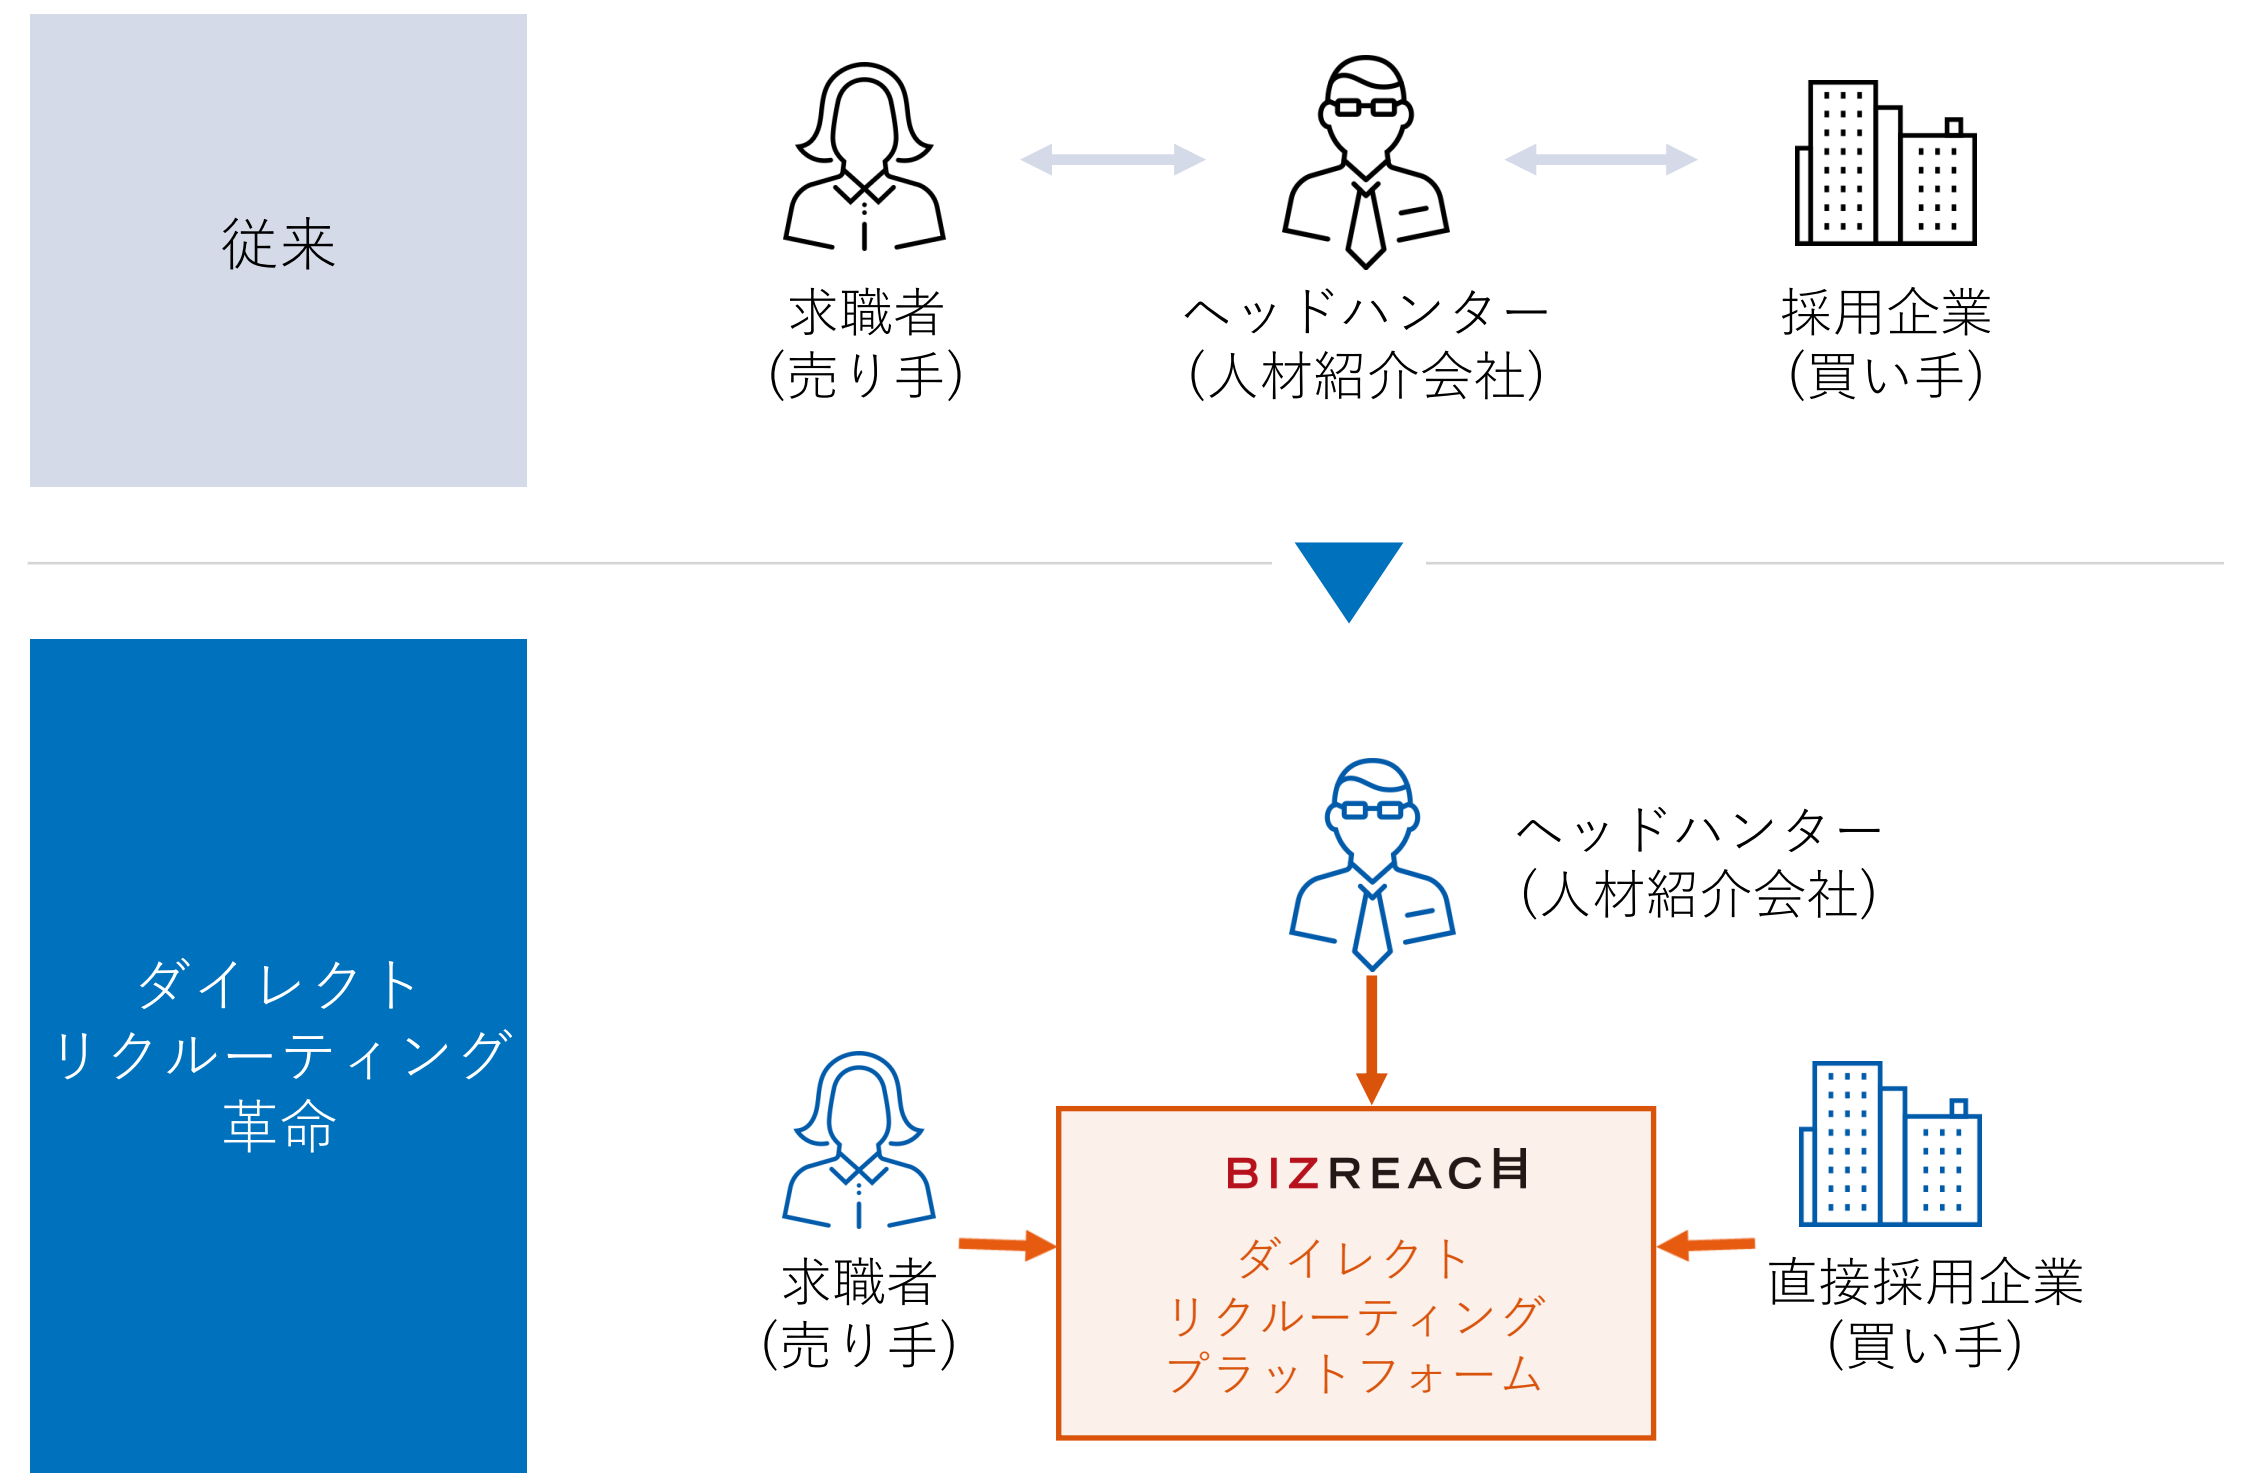 従来
求職者
(売り手)
ヘッドハンター
(人材紹介会社)
採用企業
(買い手)
ダイレクト
リクルーティング
革命
ヘッドハンター
(人材紹介会社)
求職者
(売り手)
BIZREACH
ダイレクト
リクルーティング
プラットフォーム
直接採用企業
(買い手)